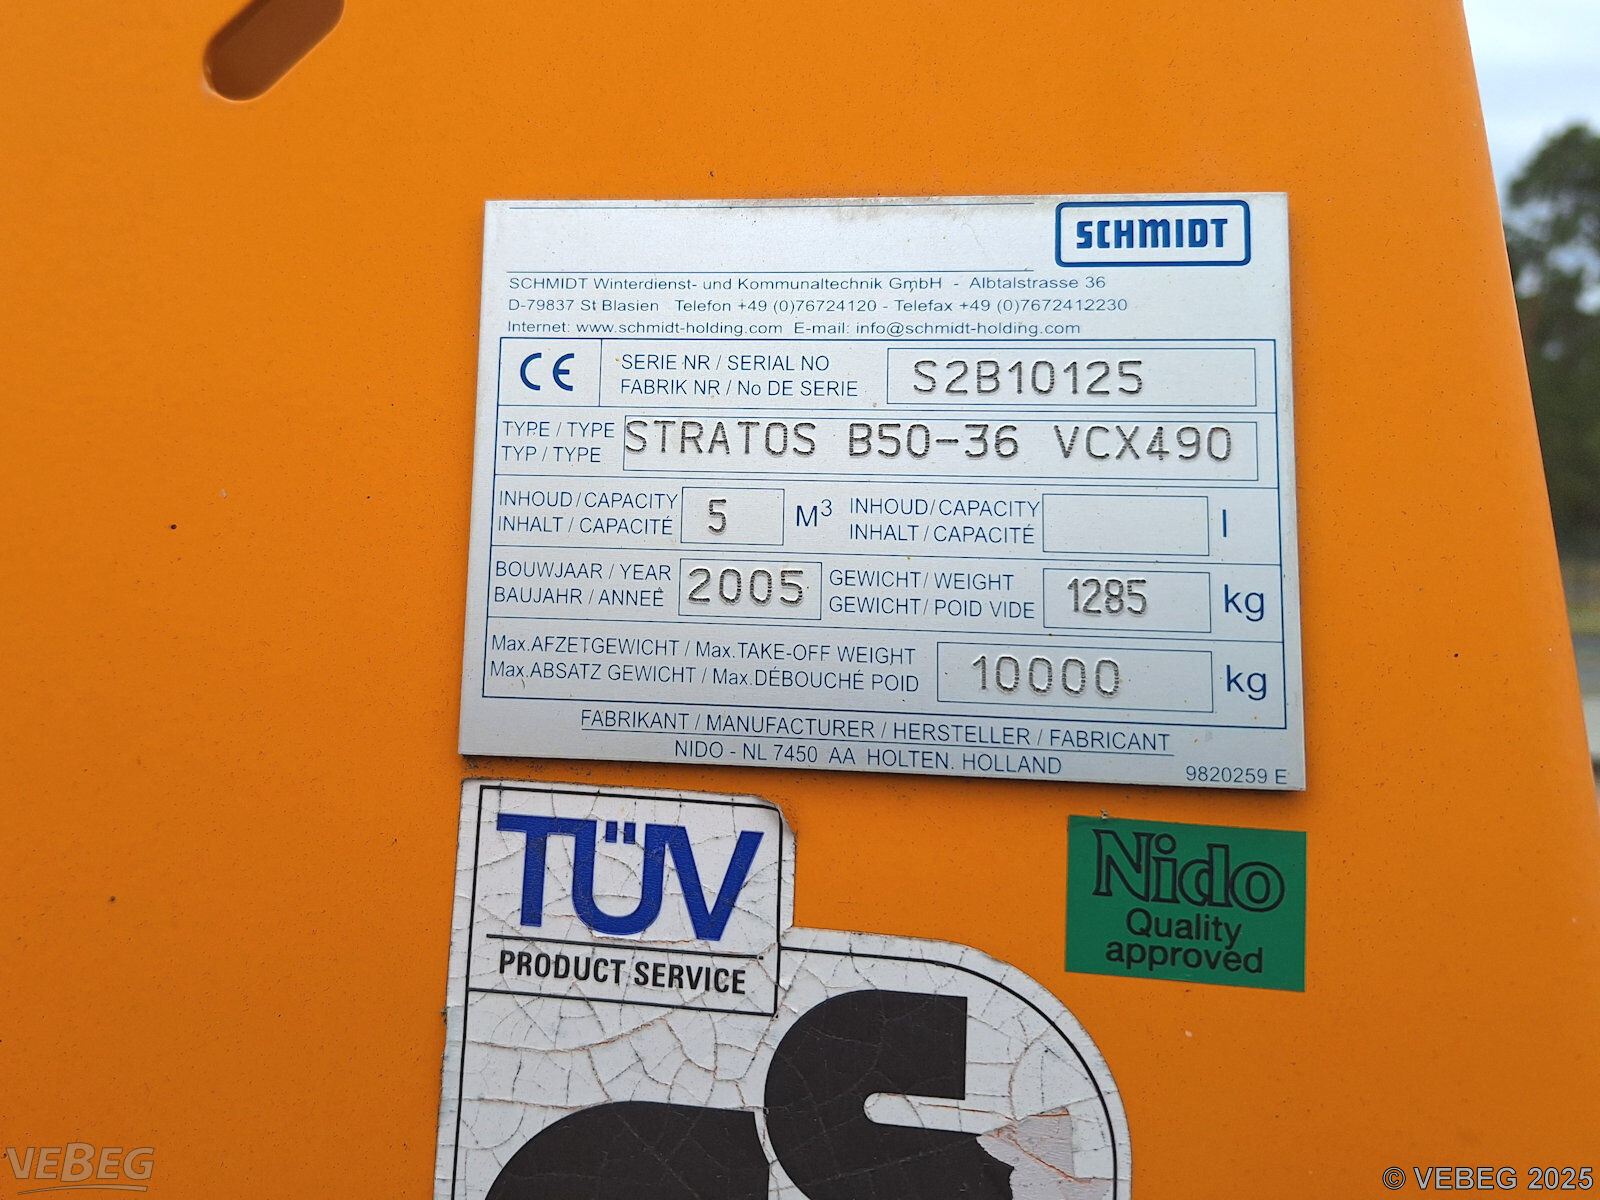 SCHMIDT
SCHMIDT Winterdienst- und Kommunaltechnik GmbH - Albtalstrasse 36
D-79837 St Blasien Telefon +49 (0)76724120 - Telefax +49 (0)7672412230
Internet: www.schmidt-holding.com E-mail: info@schmidt-holding.com
CE
SERIE NR / SERIAL NO
FABRIK NR / No DE SERIE
S2B10125
TYPE / TYPE
TYP / TYPE
STRATOS B50-36 VCX490
INHOUD/CAPACITY
INHALT / CAPACITÉ
5
M3
INHOUD/CAPACITY
INHALT / CAPACITÉ
l
BOUWJAAR / YEAR
BAUJAHR / ANNEË
2005
GEWICHT/ WEIGHT
GEWICHT/ POID VIDE
1285
kg
Max.AFZETGEWICHT / Max.TAKE-OFF WEIGHT
Max.ABSATZ GEWICHT / Max.DÉBOUCHÉ POID
10000
kg
FABRIKANT / MANUFACTURER / HERSTELLER / FABRICANT
NIDO - NL 7450 AA HOLTEN. HOLLAND
9820259 E
TÜV
PRODUCT SERVICE
Nido
Quality
approved
VEBEG
© VEBEG 2025